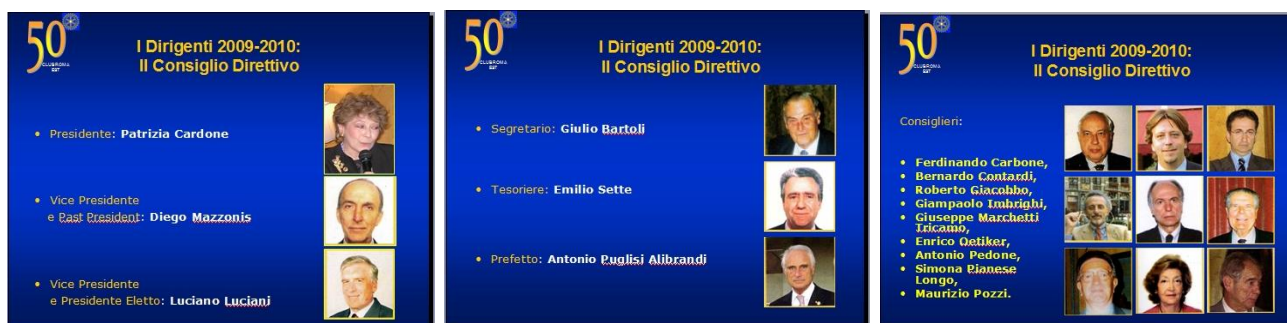 50°
CLUBROMA
EST
I Dirigenti 2009-2010:
Il Consiglio Direttivo
• Presidente: Patrizia Cardone
• Vice Presidente
e Past President: Diego Mazzonis
• Vice Presidente
e Presidente Eletto: Luciano Luciani
50°
CLUBROMA
EST
I Dirigenti 2009-2010:
Il Consiglio Direttivo
• Segretario: Giulio Bartoli
• Tesoriere: Emilio Sette
• Prefetto: Antonio Puglisi Alibrandi
50°
CLUBROMA
EST
I Dirigenti 2009-2010:
Il Consiglio Direttivo
Consiglieri:
• Ferdinando Carbone,
• Bernardo Contardi,
• Roberto Giacobbo,
• Giampaolo Imbrighi,
• Giuseppe Marchetti
Tricamo,
• Enrico Oetiker,
• Antonio Pedone,
• Simona Pianese
Longo,
• Maurizio Pozzi.